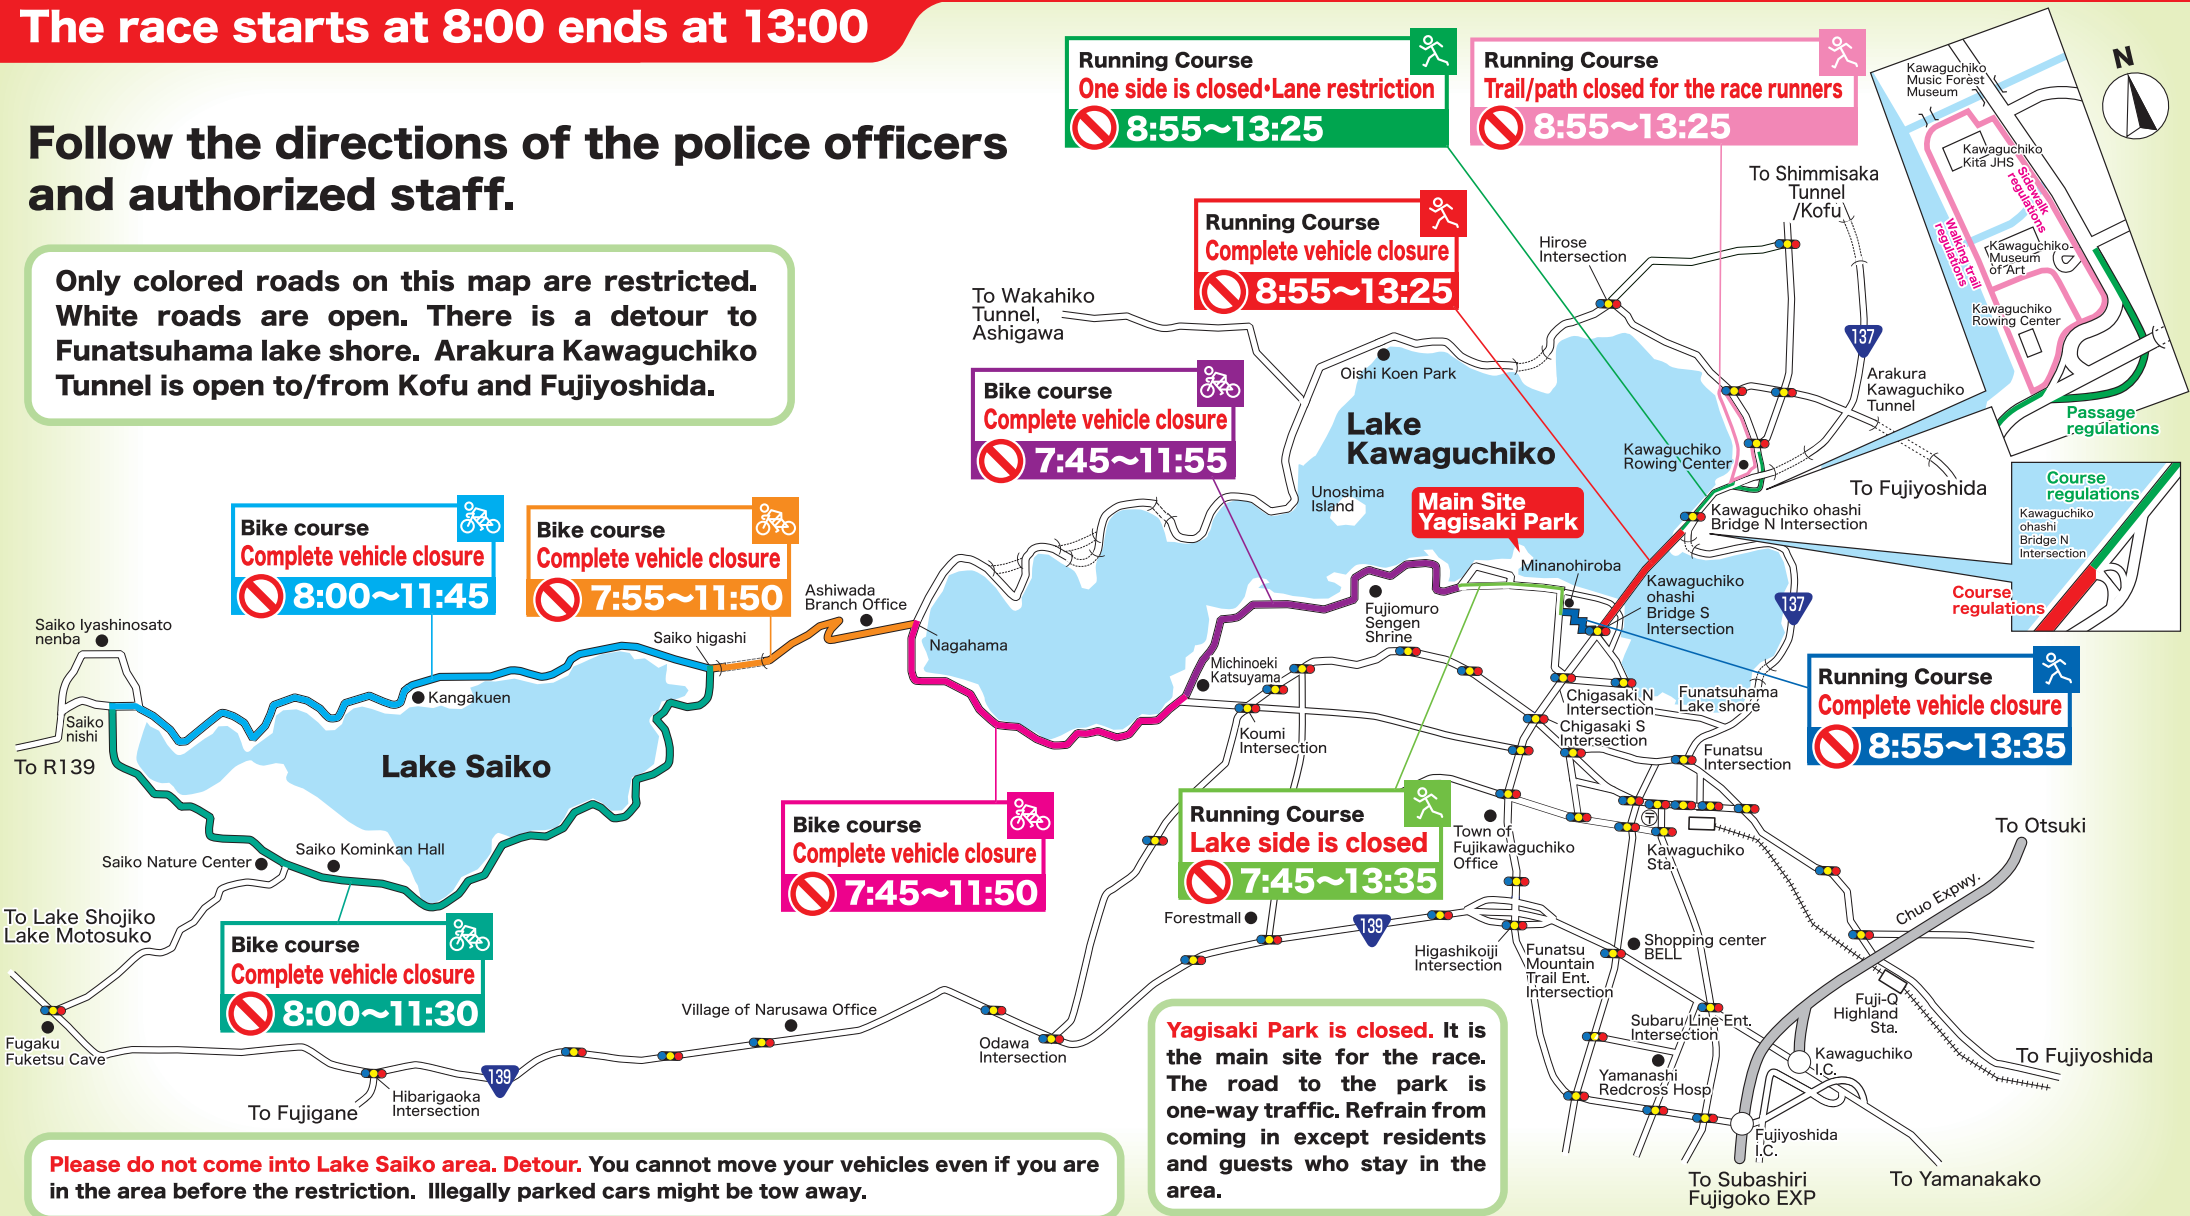 The race starts at 8:00 ends at 13:00
Follow the directions of the police officers
and authorized staff.
Only colored roads on this map are restricted.
White roads are open. There is a detour to
Funatsuhama lake shore. Arakura Kawaguchiko
Tunnel is open to/from Kofu and Fujiyoshida.
Running Course
One side is closed•Lane restriction
8:55~13:25
Running Course
Trail/path closed for the race runners
8:55~13:25
Running Course
Complete vehicle closure
8:55~13:25
Bike course
Complete vehicle closure
7:45~11:55
Bike course
Complete vehicle closure
8:00~11:45
Bike course
Complete vehicle closure
7:55~11:50
Bike course
Complete vehicle closure
7:45~11:50
Bike course
Complete vehicle closure
8:00~11:30
Running Course
Lake side is closed
7:45~13:35
Running Course
Complete vehicle closure
8:55~13:35
N
Kawaguchiko
Music Forest
Museum
Kawaguchiko
Kita JHS
Sidewalk
regulations
Walking trail
regulations
Kawaguchiko
Museum
of Art
Kawaguchiko
Rowing Center
Passage
regulations
Course
regulations
Kawaguchiko
ohashi
Bridge N
Intersection
Course
regulations
To Shimmisaka
Tunnel
/Kofu
Hirose
Intersection
137
Arakura
Kawaguchiko
Tunnel
To Wakahiko
Tunnel,
Ashigawa
Oishi Koen Park
Lake
Kawaguchiko
Kawaguchiko
Rowing Center
To Fujiyoshida
Unoshima
Island
Main Site
Yagisaki Park
Kawaguchiko ohashi
Bridge N Intersection
Minanohiroba
Kawaguchiko
ohashi
Bridge S
Intersection
137
Ashiwada
Branch Office
Fujiomuro
Sengen
Shrine
Saiko Iyashinosato
nenba
Saiko higashi
Nagahama
Michinoeki
Katsuyama
Kangakuen
Chigasaki N
Intersection
Funatsuhama
Lake shore
Saiko
nishi
Chigasaki S
Intersection
Koumi
Intersection
Funatsu
Intersection
To R139
Lake Saiko
Town of
Fujikawaguchiko
Office
〒
Kawaguchiko
Sta.
To Otsuki
Saiko Kominkan Hall
Saiko Nature Center
Chuo Expwy.
To Lake Shojiko
Lake Motosuko
Forestmall
139
Higashikoiji
Intersection
Funatsu
Mountain
Trail Ent.
Intersection
Shopping center
BELL
Village of Narusawa Office
Fuji-Q
Highland
Sta.
Subaru Line Ent.
Intersection
Fugaku
Fuketsu Cave
Odawa
Intersection
Kawaguchiko
I.C.
To Fujiyoshida
139
Yamanashi
Redcross Hosp
Hibarigaoka
Intersection
To Fujigane
Fujiyoshida
I.C.
To Subashiri
Fujigoko EXP
To Yamanakako
Yagisaki Park is closed. It is
the main site for the race.
The road to the park is
one-way traffic. Refrain from
coming in except residents
and guests who stay in the
area.
Please do not come into Lake Saiko area. Detour. You cannot move your vehicles even if you are
in the area before the restriction. Illegally parked cars might be tow away.